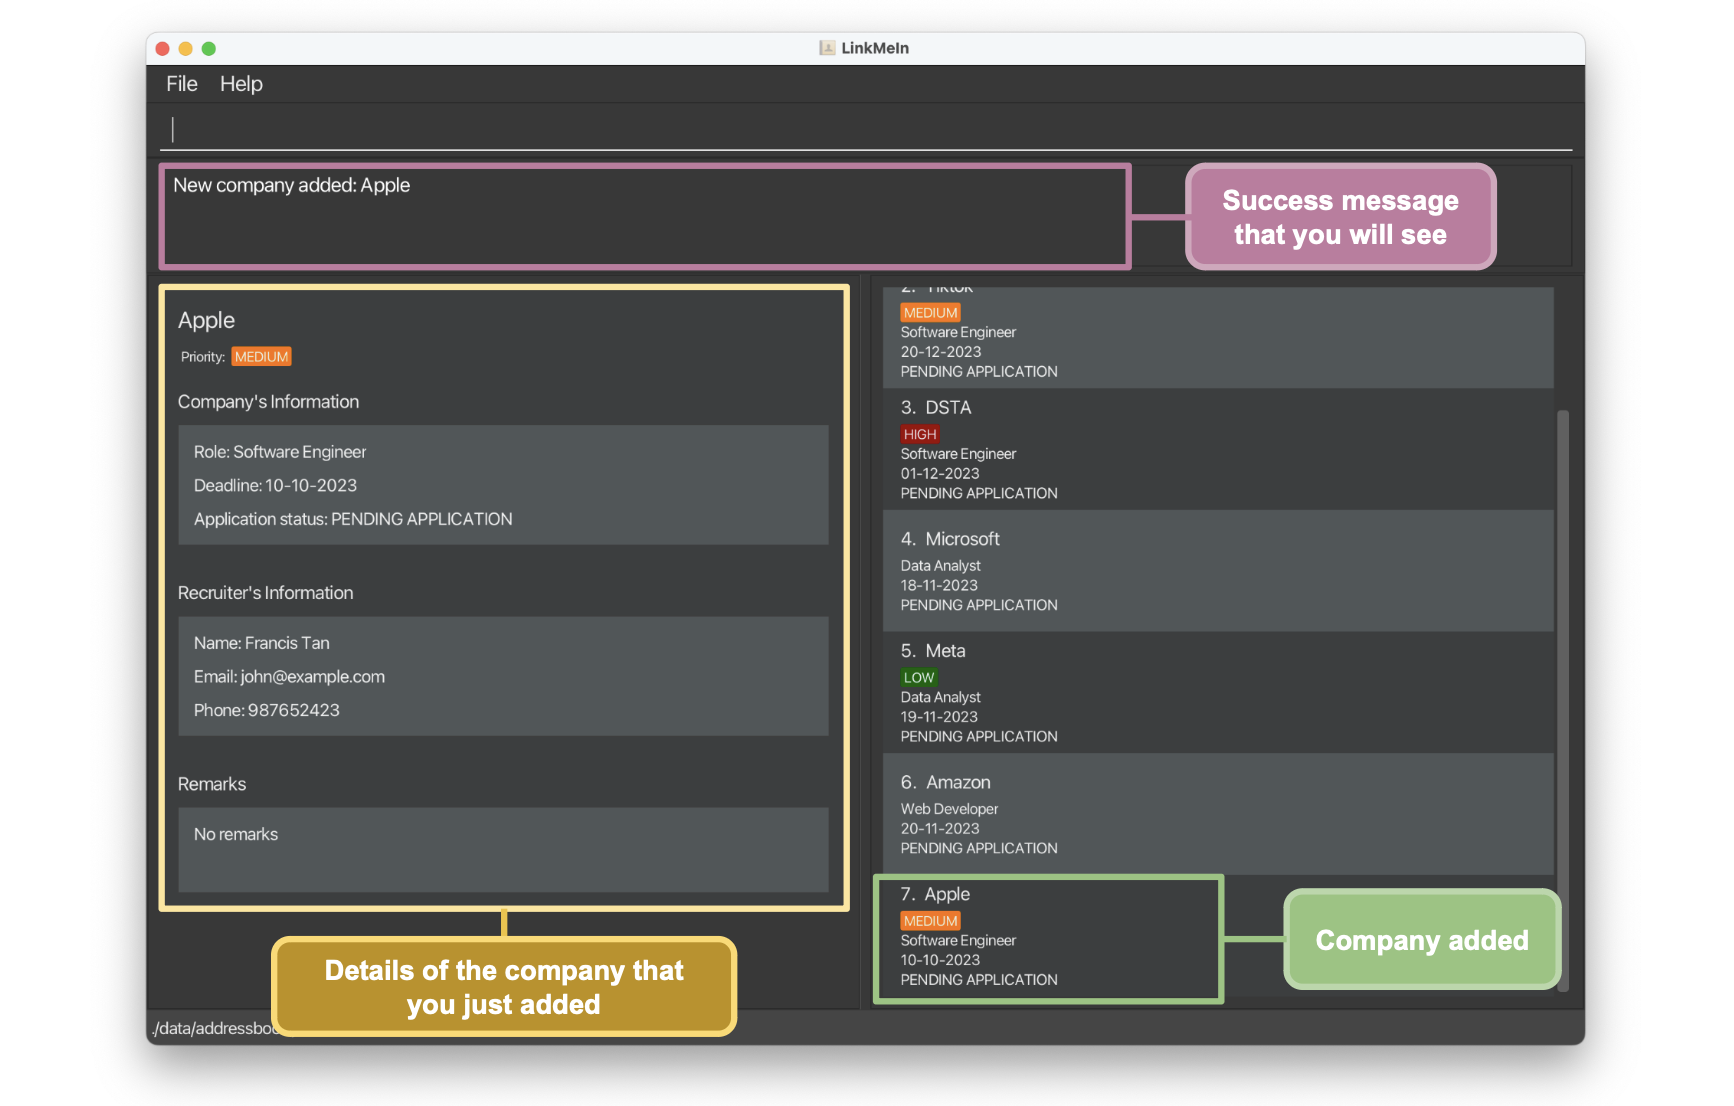 LinkMeIn
File Help
New company added: Apple
Success message
that you will see
Apple
Priority: MEDIUM
Company's Information
Role: Software Engineer
Deadline: 10-10-2023
Application status: PENDING APPLICATION
Recruiter's Information
Name: Francis Tan
Email: john@example.com
Phone: 987652423
Remarks
No remarks
Details of the company that
you just added
2. Tiktok
MEDIUM
Software Engineer
20-12-2023
PENDING APPLICATION
3. DSTA
HIGH
Software Engineer
01-12-2023
PENDING APPLICATION
4. Microsoft
Data Analyst
18-11-2023
PENDING APPLICATION
5. Meta
LOW
Data Analyst
19-11-2023
PENDING APPLICATION
6. Amazon
Web Developer
20-11-2023
PENDING APPLICATION
7. Apple
MEDIUM
Software Engineer
10-10-2023
PENDING APPLICATION
Company added
./data/addressboo